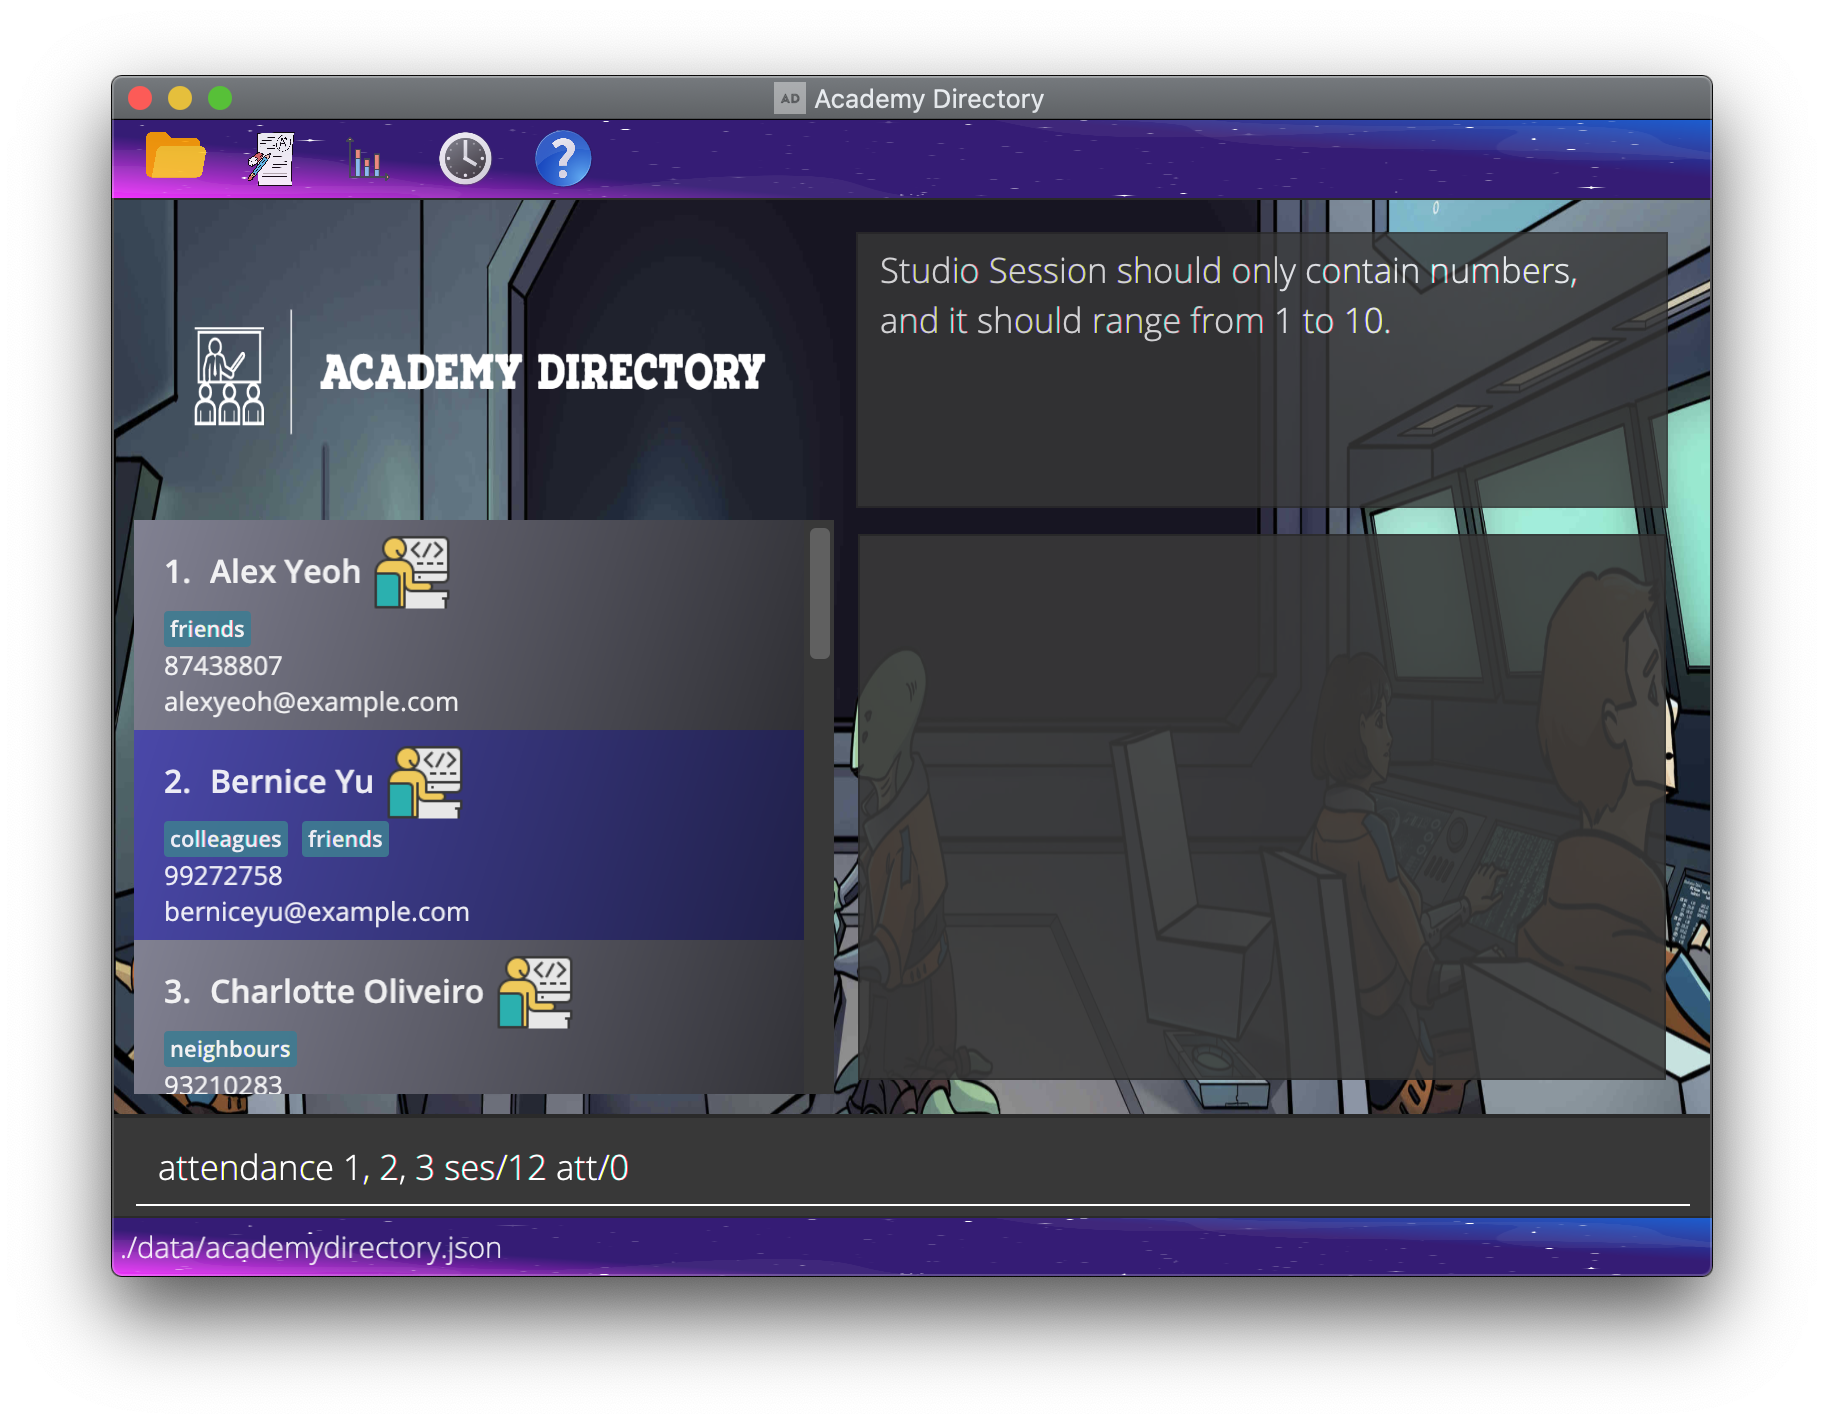 AD Academy Directory
?
Studio Session should only contain numbers,
and it should range from 1 to 10.
ACADEMY DIRECTORY
1. Alex Yeoh
friends
87438807
alexyeoh@example.com
2. Bernice Yu
colleagues friends
99272758
berniceyu@example.com
3. Charlotte Oliveiro
neighbours
93210283
attendance 1, 2, 3 ses/12 att/0
./data/academydirectory.json